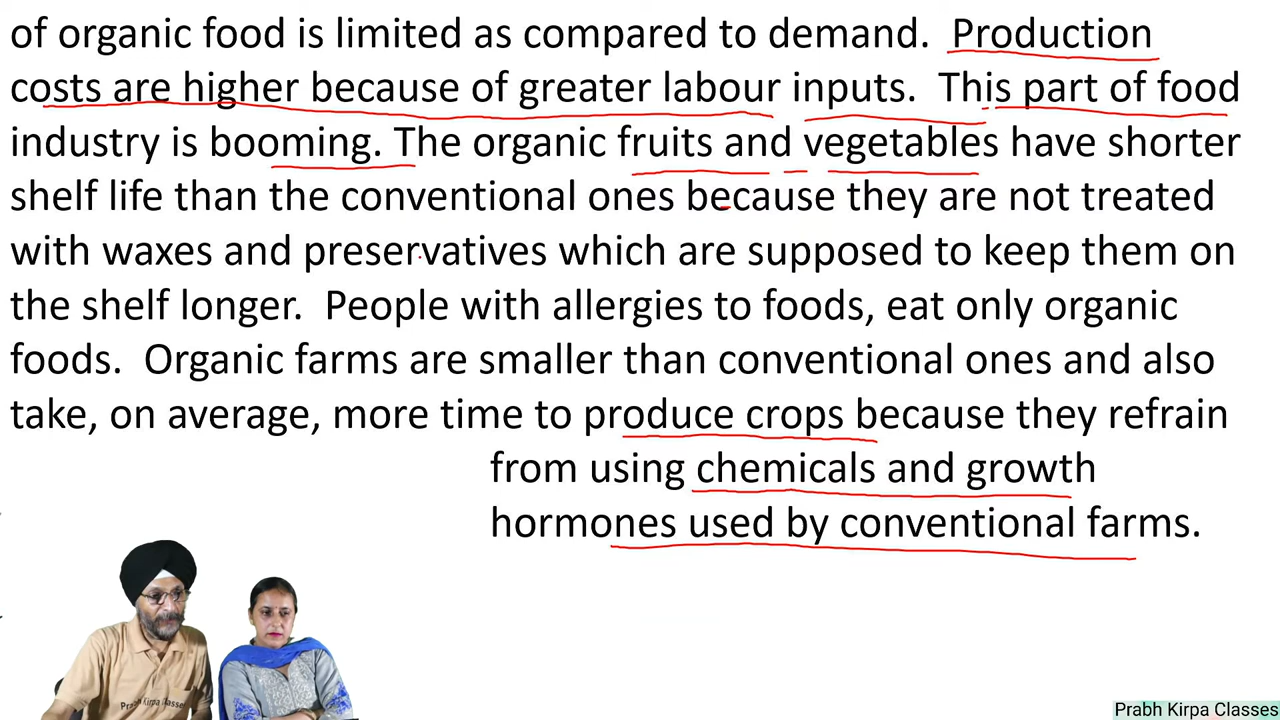 of organic food is limited as compared to demand. Production
costs are higher because of greater labour inputs. This part of food
industry is booming. The organic fruits and vegetables have shorter
shelf life than the conventional ones because they are not treated
with waxes and preservatives which are supposed to keep them on
the shelf longer. People with allergies to foods, eat only organic
foods. Organic farms are smaller than conventional ones and also
take, on average, more time to produce crops because they refrain
from using chemicals and growth
hormones used by conventional farms.
Prabh Kirpa Classes
Prabh Kirpa Classes